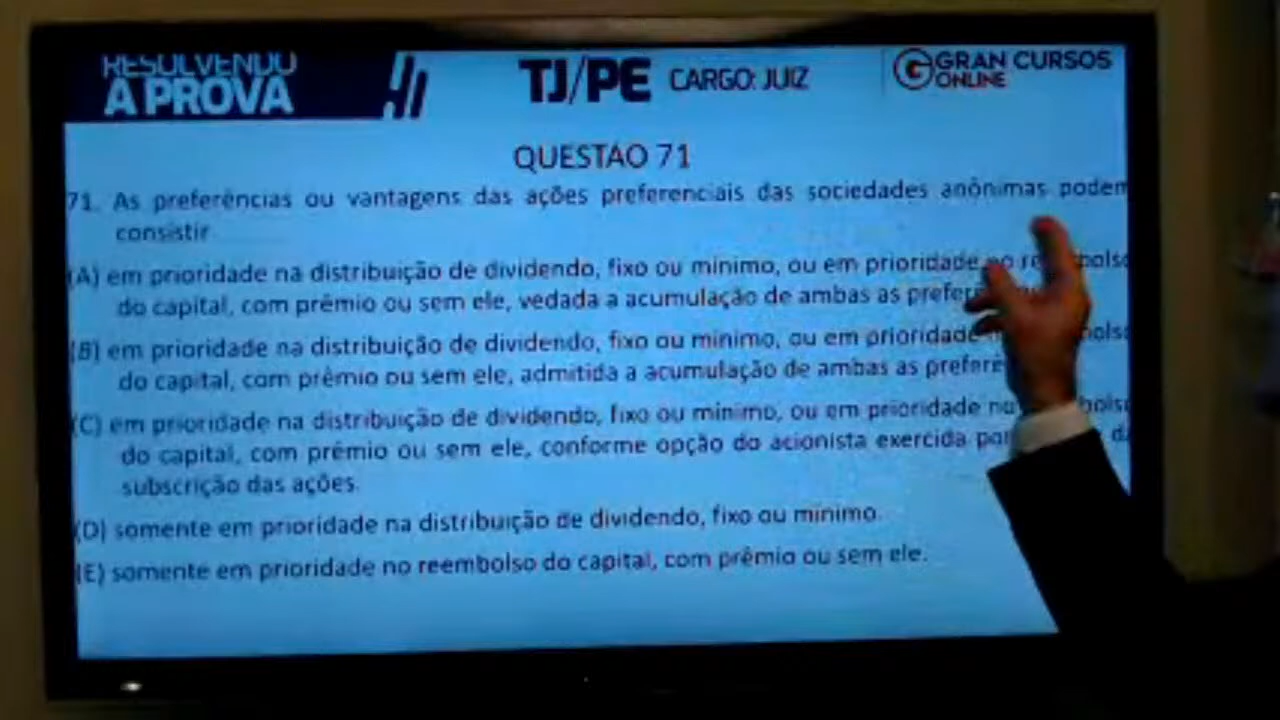 RESOLVENDO
A PROVA
TJ/PE CARGO: JUIZ
GRAN CURSOS
ONLINE
QUESTÃO 71
71. As preferências ou vantagens das ações preferenciais das sociedades anônimas podem
consistir
(A) em prioridade na distribuição de dividendo, fixo ou mínimo, ou em prioridade
do capital, com prêmio ou sem ele, vedada a acumulação de ambas as
(B) em prioridade na distribuição de dividendo, fixo ou mínimo, ou em prioridade
do capital, com prêmio ou sem ele, admitida a acumulação de ambas as
(C) em prioridade na distribuição de dividendo, fixo ou mínimo, ou em prioridade no
do capital, com prêmio ou sem ele, conforme opção do acionista exercida
subscrição das ações.
(D) somente em prioridade na distribuição de dividendo, fixo ou mínimo.
(E) somente em prioridade no reembolso do capital, com prêmio ou sem ele.